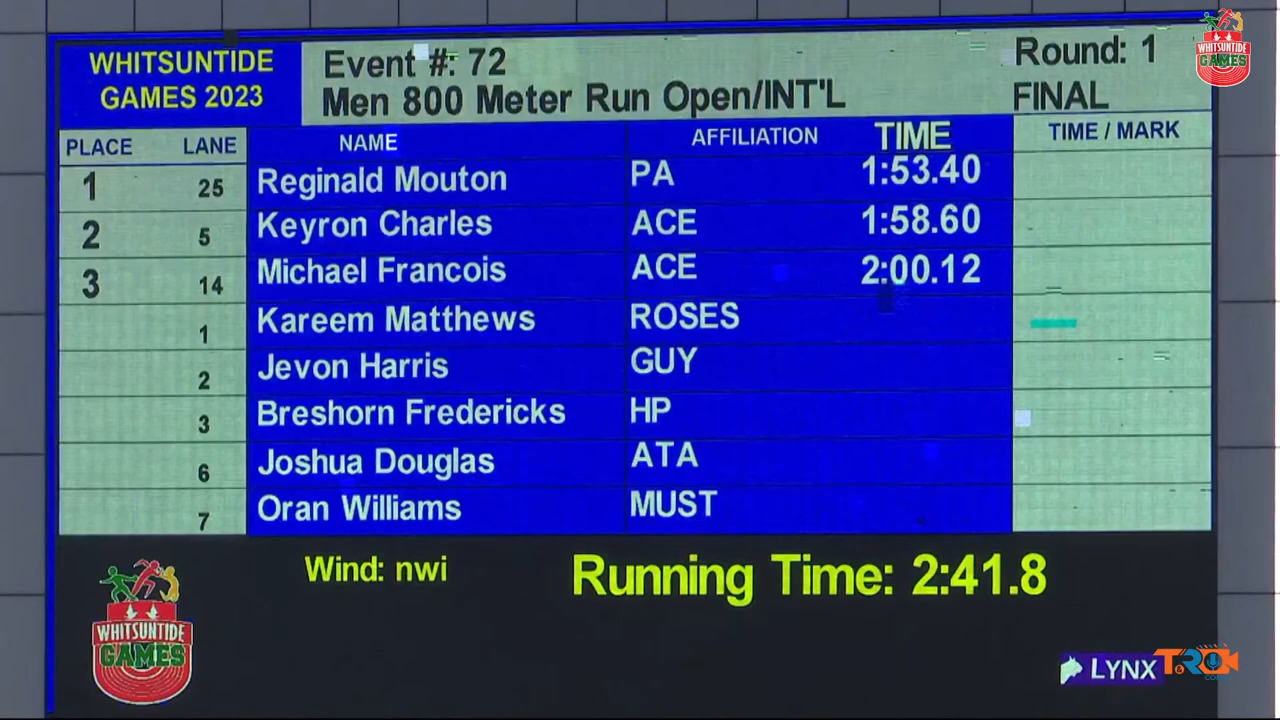 WHITSUNTIDE
GAMES 2023
Event #: 72
Men 800 Meter Run Open/INT'L
Round: 1
FINAL
PLACE LANE NAME AFFILIATION TIME TIME / MARK
1 25 Reginald Mouton PA 1:53.40
2 5 Keyron Charles ACE 1:58.60
3 14 Michael Francois ACE 2:00.12
1 Kareem Matthews ROSES
2 Jevon Harris GUY
3 Breshorn Fredericks HP
6 Joshua Douglas ATA
7 Oran Williams MUST
Wind: nwi
Running Time: 2:41.8
WHITSUNTIDE
GAMES
LYNX
WHITSUNTIDE
GAMES